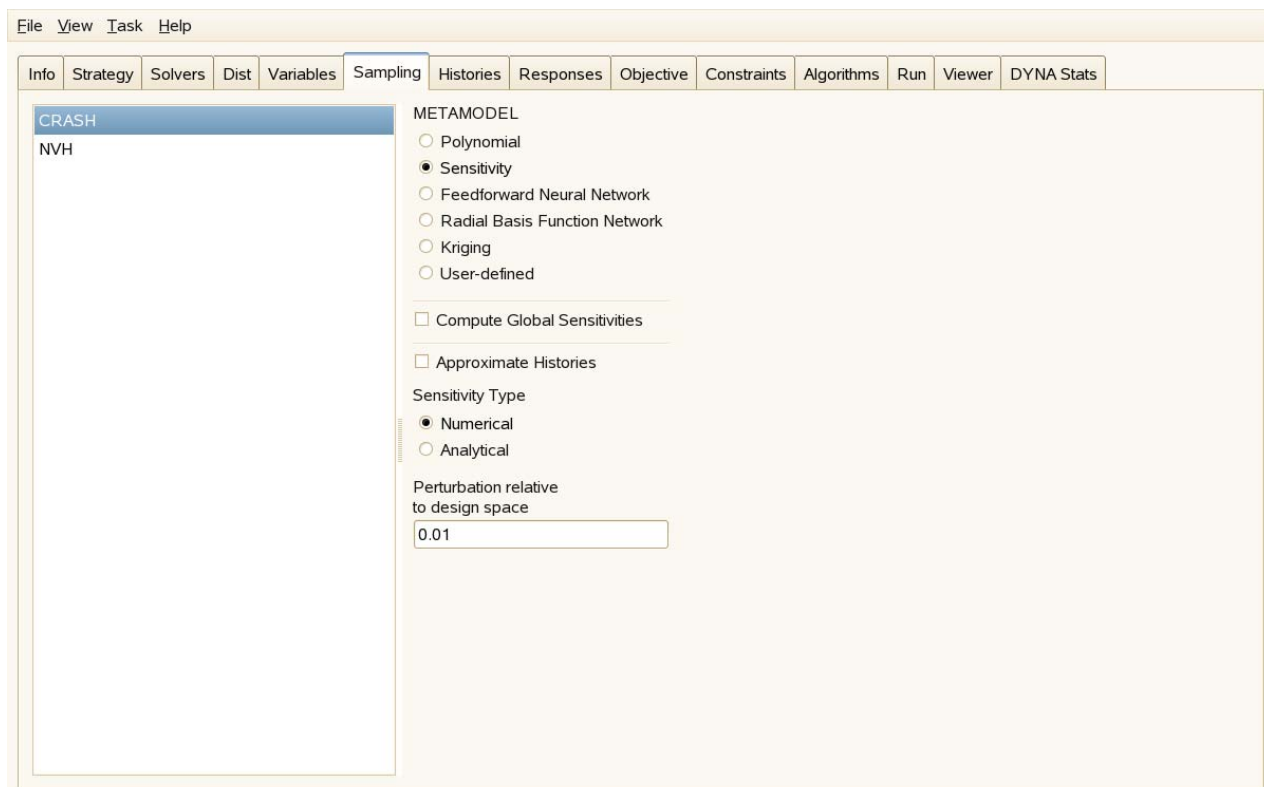 File View Task Help
Info Strategy Solvers Dist Variables Sampling Histories Responses Objective Constraints Algorithms Run Viewer DYNA Stats
CRASH
NVH
METAMODEL
Polynomial
Sensitivity
Feedforward Neural Network
Radial Basis Function Network
Kriging
User-defined
Compute Global Sensitivities
Approximate Histories
Sensitivity Type
Numerical
Analytical
Perturbation relative
to design space
0.01